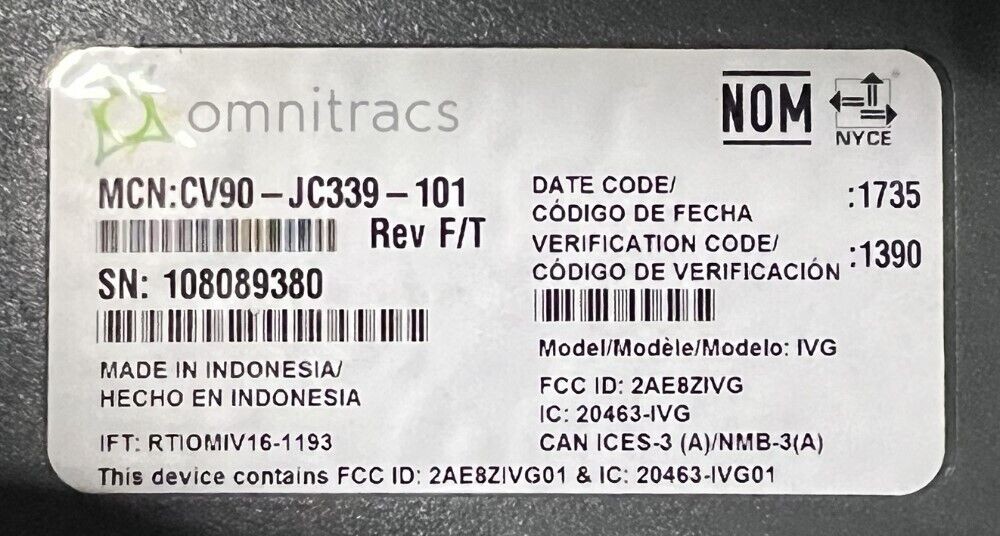 omnitracs
NOM
NYCE
MCN:CV90-JC339-101
Rev F/T
SN: 108089380
MADE IN INDONESIA/
HECHO EN INDONESIA
IFT: RTIOMIV16-1193
DATE CODE/
CÓDIGO DE FECHA :1735
VERIFICATION CODE/
CÓDIGO DE VERIFICACIÓN :1390
Model/Modèle/Modelo: IVG
FCC ID: 2AE8ZIVG
IC: 20463-IVG
CAN ICES-3 (A)/NMB-3(A)
This device contains FCC ID: 2AE8ZIVG01 & IC: 20463-IVG01